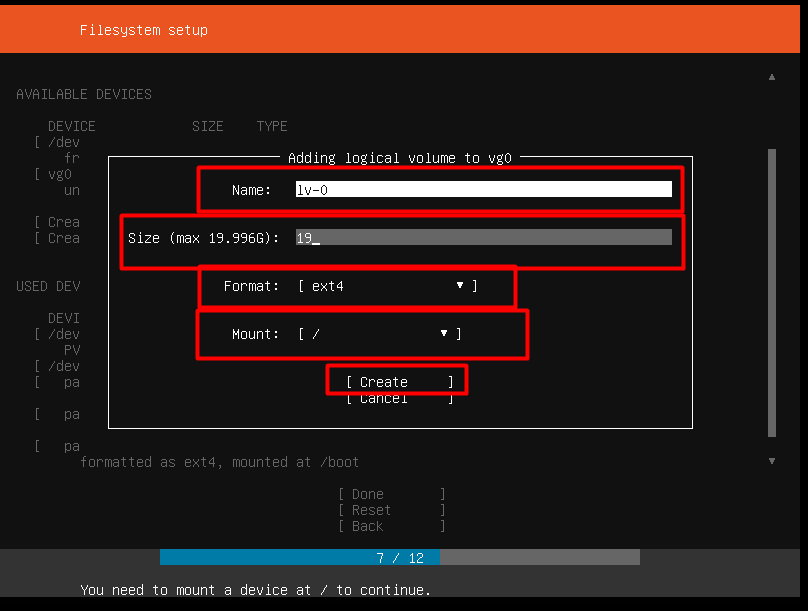 Filesystem setup
▲
AVAILABLE DEVICES
DEVICE SIZE TYPE
[ /dev
fr
[ vg0
un
[ Crea
[ Crea
USED DEV
DEVI
[ /dev
PV
[ /dev
[ pa
[ pa
[ pa
Adding logical volume to vg0
Name: lv-0
Size (max 19.996G): 19_
Format: [ ext4 ▼ ]
Mount: [ / ▼ ]
[ Create ]
[ Cancel ]
formatted as ext4, mounted at /boot
▼
[ Done ]
[ Reset ]
[ Back ]
7 / 12
You need to mount a device at / to continue.